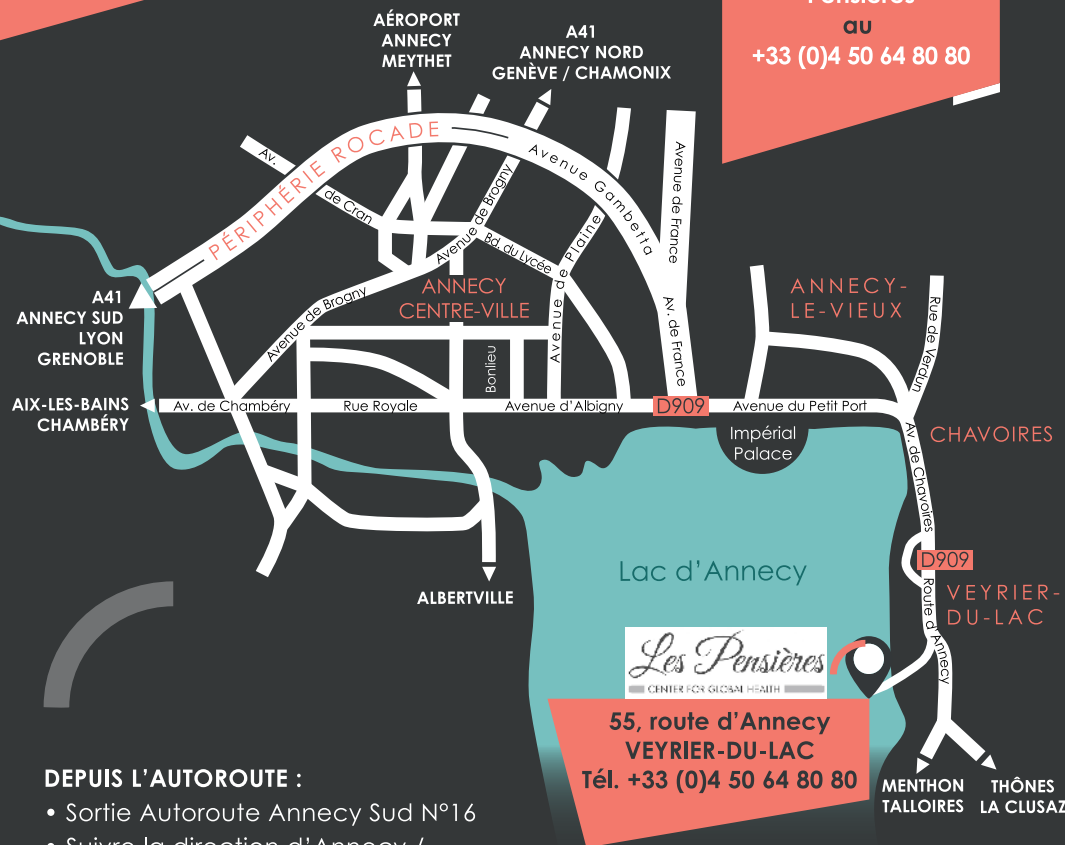 AÉROPORT
ANNECY
MEYTHET
A41
ANNECY NORD
GENÈVE / CHAMONIX
au
+33 (0)4 50 64 80 80
PÉRIPHÉRIE ROCADE
Av. de Cran
Avenue de Brogny
Bd. du Lycée
Avenue Gambetta
Avenue de France
Avenue de Plaine
ANNECY
CENTRE-VILLE
Avenue de Brogny
Av. de France
ANNECY-
LE-VIEUX
Rue de Verdun
A41
ANNECY SUD
LYON
GRENOBLE
AIX-LES-BAINS
CHAMBÉRY
Bonlieu
Av. de Chambéry
Rue Royale
Avenue d'Albigny
D909
Avenue du Petit Port
Impérial
Palace
CHAVOIRES
Av. de Chavoires
D909
Lac d'Annecy
ALBERTVILLE
VEYRIER-
DU-LAC
Route d'Annecy
Les Pensières
CENTER FOR GLOBAL HEALTH
55, route d'Annecy
VEYRIER-DU-LAC
Tél. +33 (0)4 50 64 80 80
MENTHON
TALLOIRES
THÔNES
LA CLUSAZ
DEPUIS L'AUTOROUTE :
• Sortie Autoroute Annecy Sud N°16
• Suivre la direction d'Annecy /